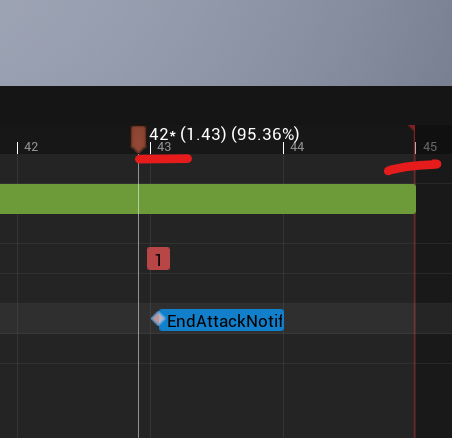 42* (1.43) (95.36%)
42 43 44 45
1
EndAttackNotif